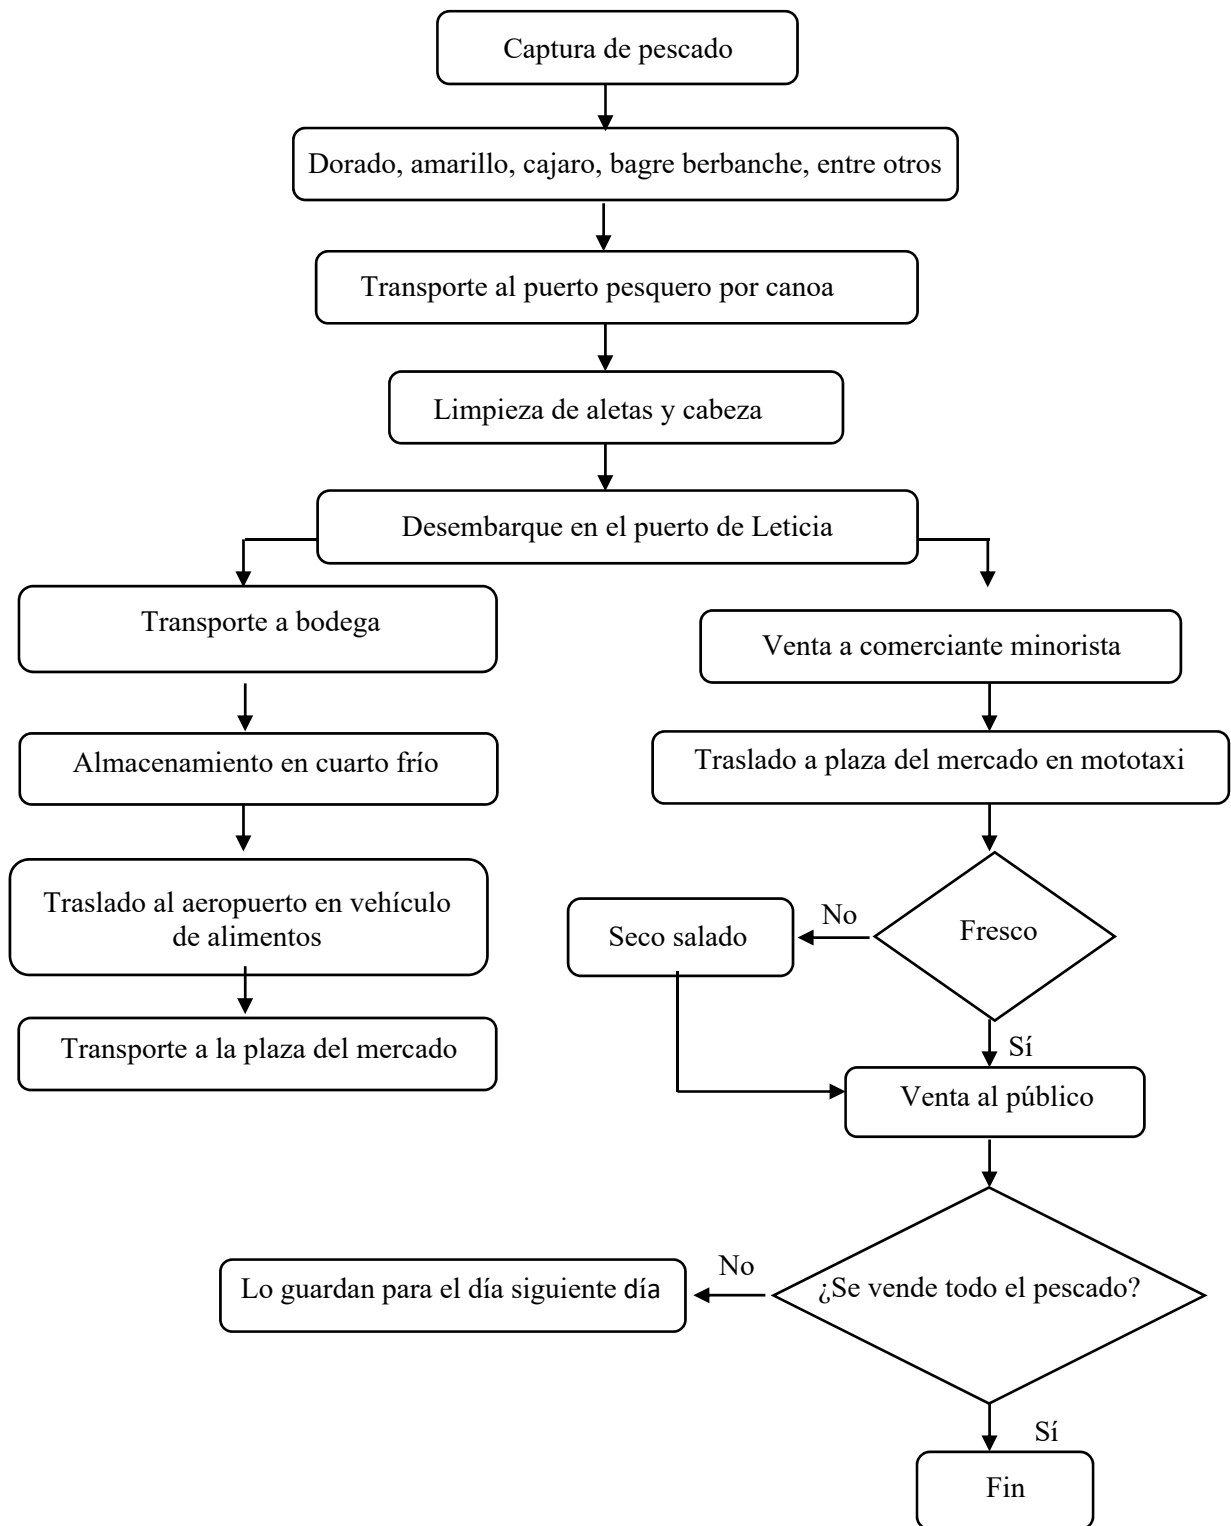 Captura de pescado
Dorado, amarillo, cajaro, bagre berbanche, entre otros
Transporte al puerto pesquero por canoa
Limpieza de aletas y cabeza
Desembarque en el puerto de Leticia
Transporte a bodega
Almacenamiento en cuarto frío
Traslado al aeropuerto en vehículo
de alimentos
Transporte a la plaza del mercado
Venta a comerciante minorista
Traslado a plaza del mercado en mototaxi
Fresco
No
Seco salado
Sí
Venta al público
¿Se vende todo el pescado?
No
Lo guardan para el día siguiente día
Sí
Fin